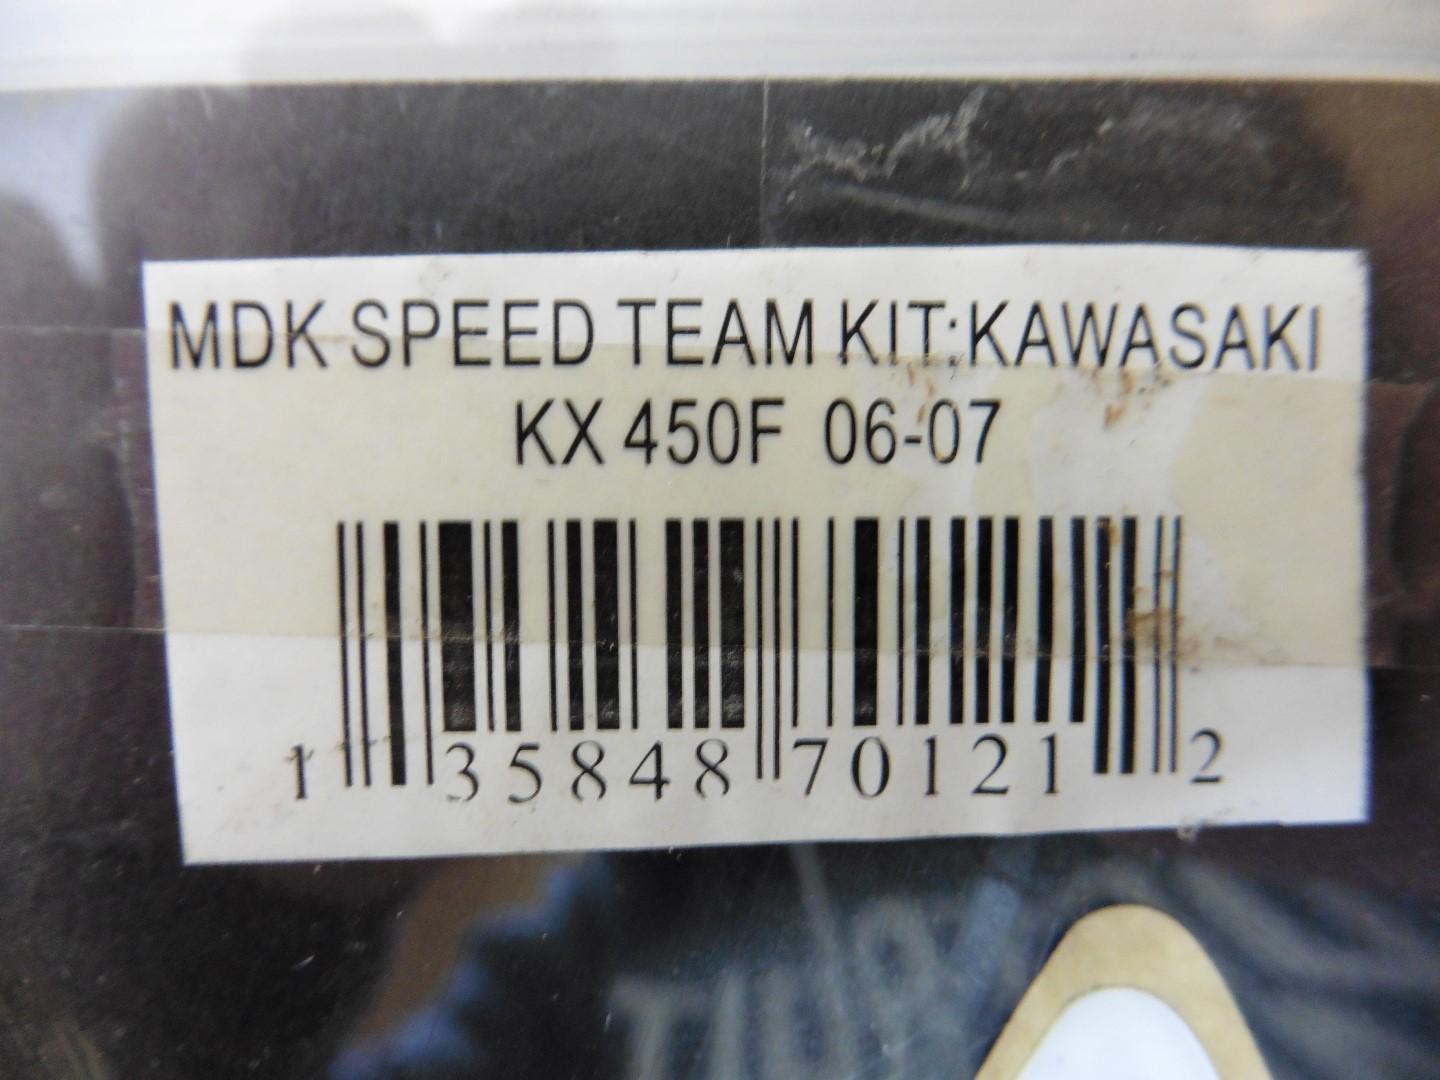 MDK SPEED TEAM KIT:KAWASAKI
KX 450F 06-07
1 35848 70121 2